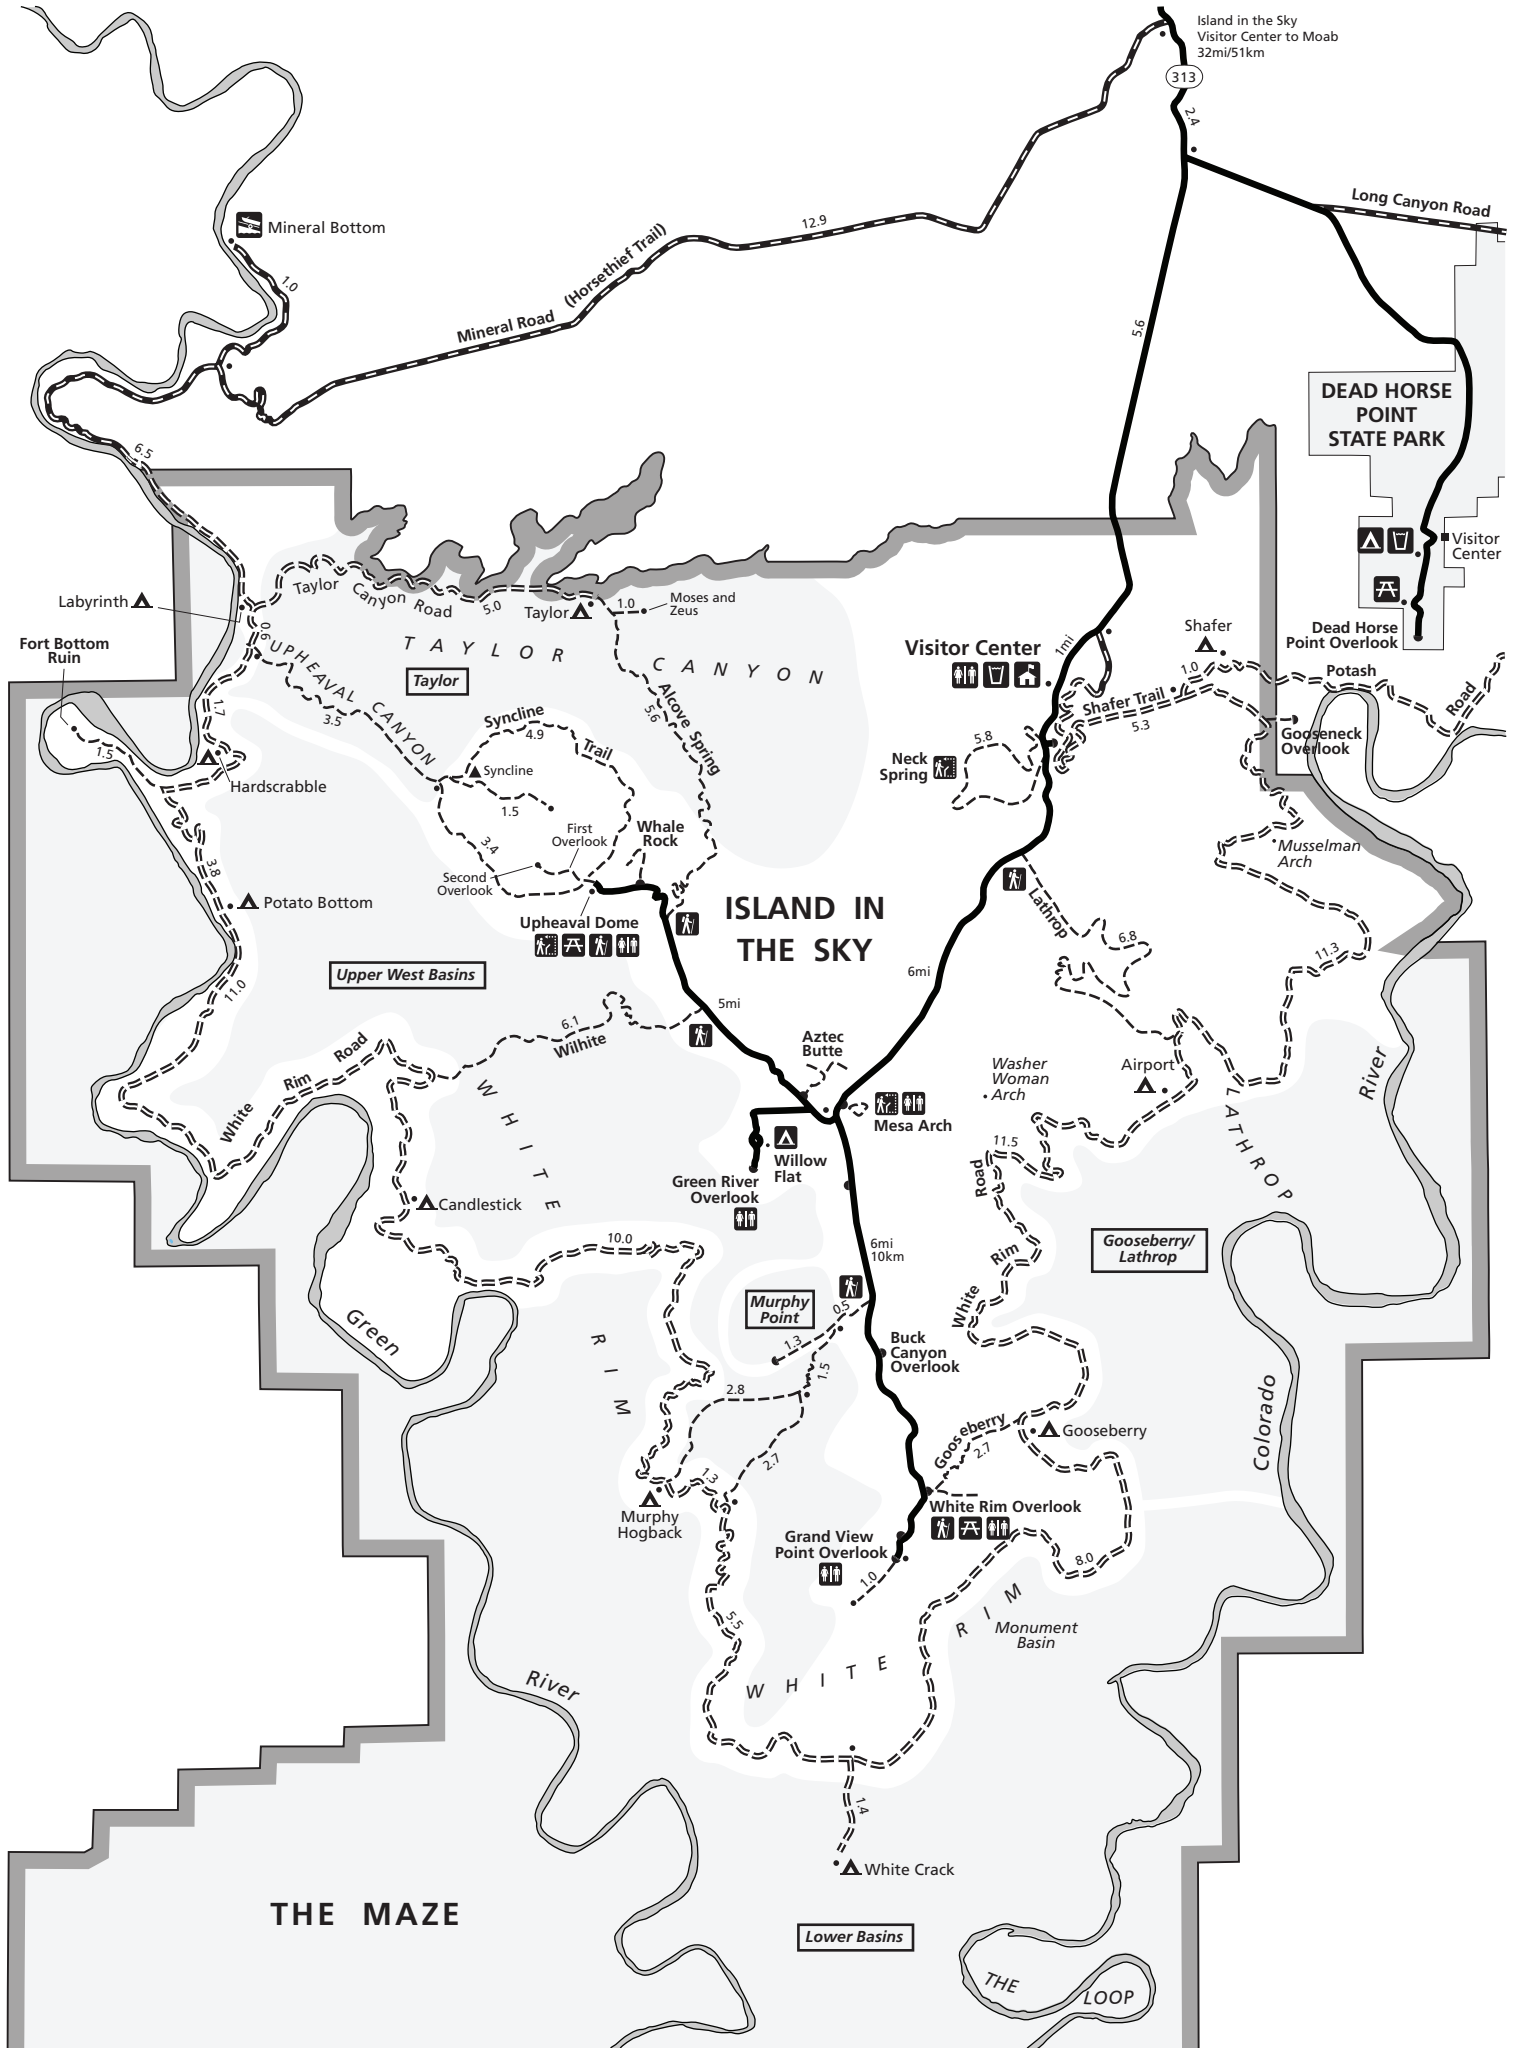 Island in the Sky
Visitor Center to Moab
32mi/51km
313
2.4
Long Canyon Road
Mineral Bottom
1.0
12.9
(Horsethief Trail)
Mineral Road
5.6
DEAD HORSE
POINT
STATE PARK
6.5
Visitor
Center
Labyrinth
Taylor Canyon Road
5.0
Taylor
1.0
Moses and
Zeus
Fort Bottom
Ruin
0.6
UPHEAVAL CANYON
TAYLOR CANYON
Taylor
3.5
1.7
1.5
Hardscrabble
Syncline
4.9
Trail
Syncline
1.5
3.4
First
Overlook
Second
Overlook
Whale
Rock
Alcove Spring
5.6
Visitor Center
1mi
Shafer
1.0
Shafer Trail
5.3
Dead Horse
Point Overlook
Potash
Road
Gooseneck
Overlook
Neck
Spring
5.8
Musselman
Arch
3.8
Potato Bottom
Upheaval Dome
ISLAND IN
THE SKY
Lathrop
6.8
11.3
Upper West Basins
11.0
5mi
6mi
6.1
Wilhite
White
Rim
Road
Aztec
Butte
Washer
Woman
Arch
Airport
River
LATHROP
Mesa Arch
Willow
Flat
Green River
Overlook
11.5
Road
Rim
White
Candlestick
WHITE
RIM
10.0
6mi
10km
Gooseberry/
Lathrop
Murphy
Point
0.5
1.3
1.5
Buck
Canyon
Overlook
Green
2.8
2.7
1.3
Gooseberry
2.7
Gooseberry
Colorado
Murphy
Hogback
White Rim Overlook
Grand View
Point Overlook
1.0
8.0
5.5
Monument
Basin
WHITE RIM
River
1.4
White Crack
THE MAZE
Lower Basins
THE
LOOP